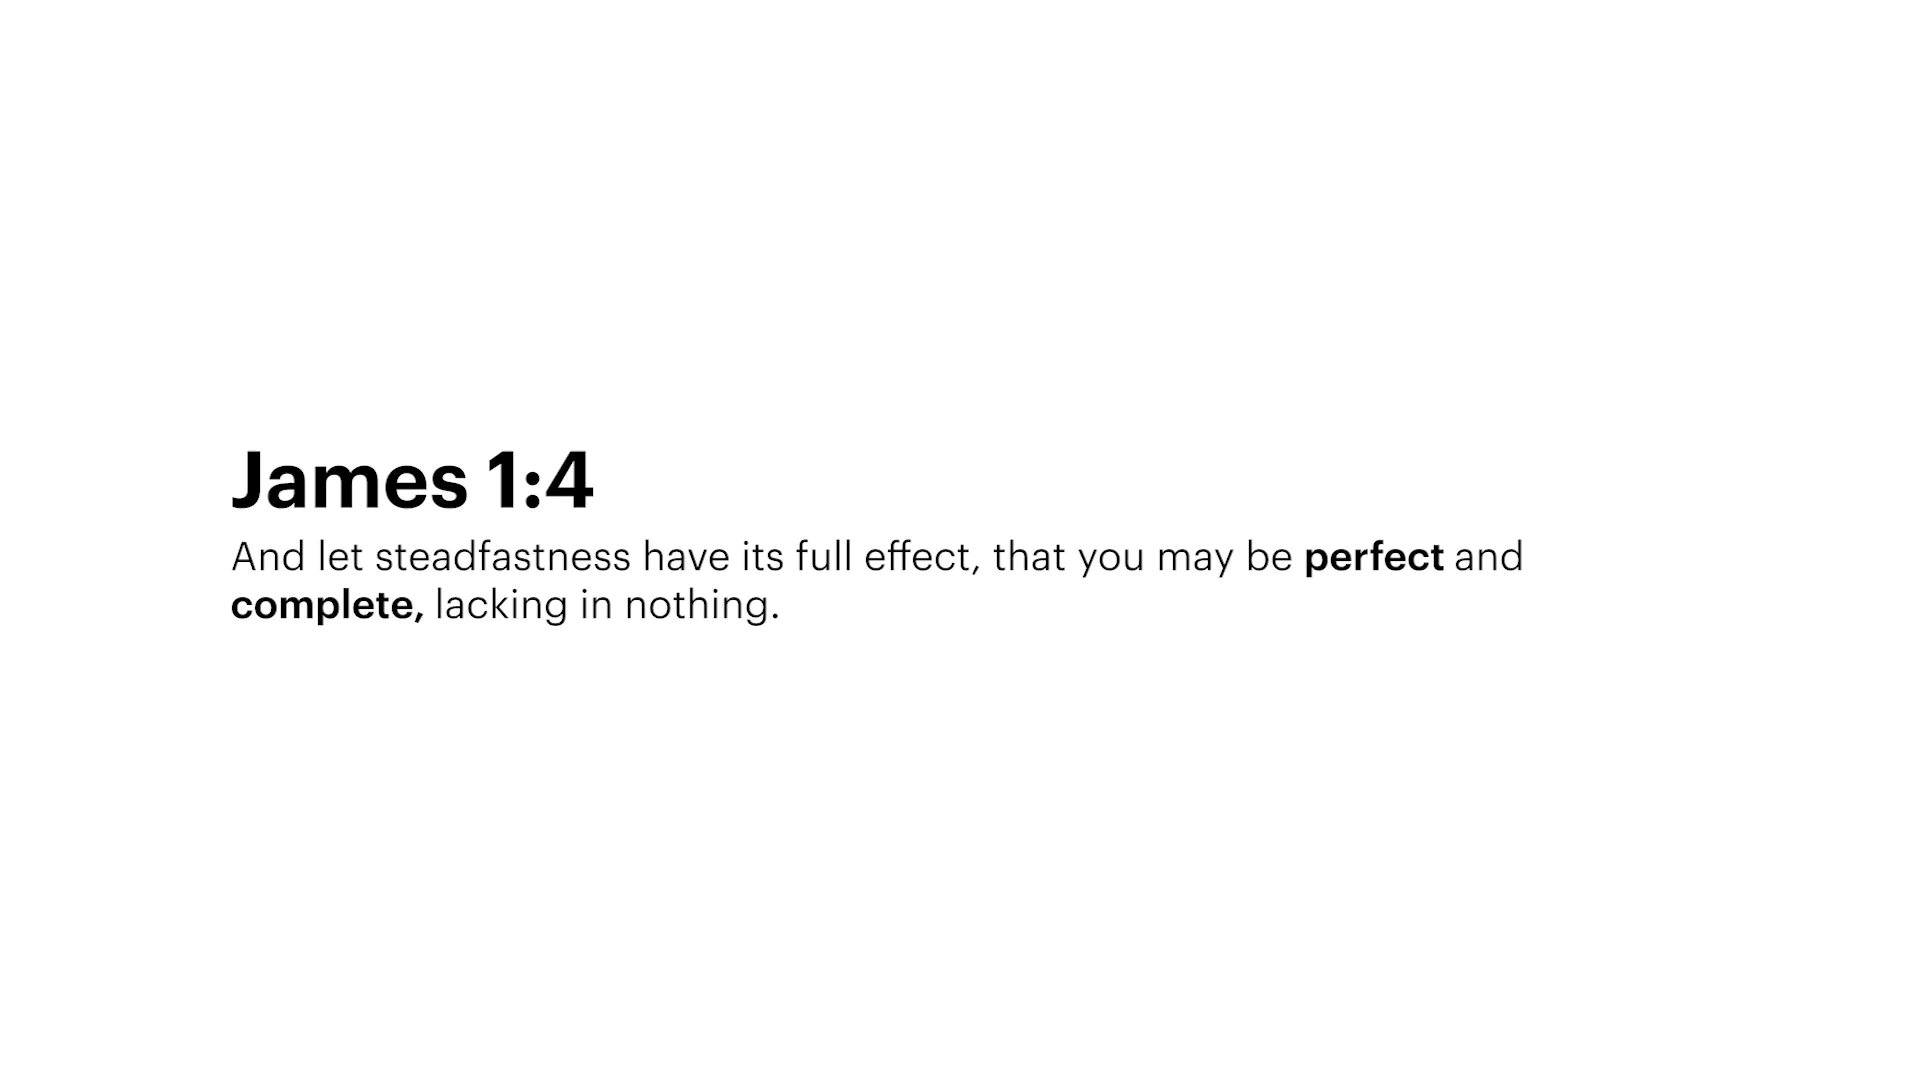 James 1:4
And let steadfastness have its full effect, that you may be perfect and
complete, lacking in nothing.